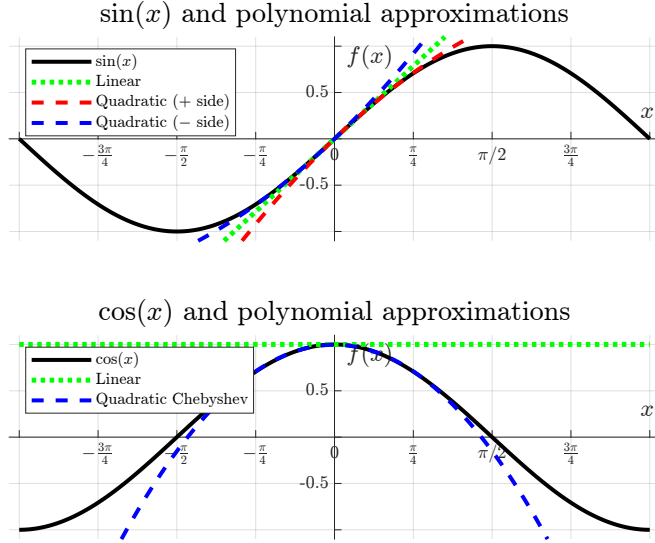 sin(x) and polynomial approximations
f(x)
sin(x)
Linear
Quadratic (+ side)
Quadratic (− side)
0.5
x
−3π/4
−π/2
−π/4
0
π/4
π/2
3π/4
-0.5
cos(x) and polynomial approximations
f(x)
cos(x)
Linear
Quadratic Chebyshev
0.5
x
−3π/4
−π/2
−π/4
0
π/4
π/2
3π/4
-0.5